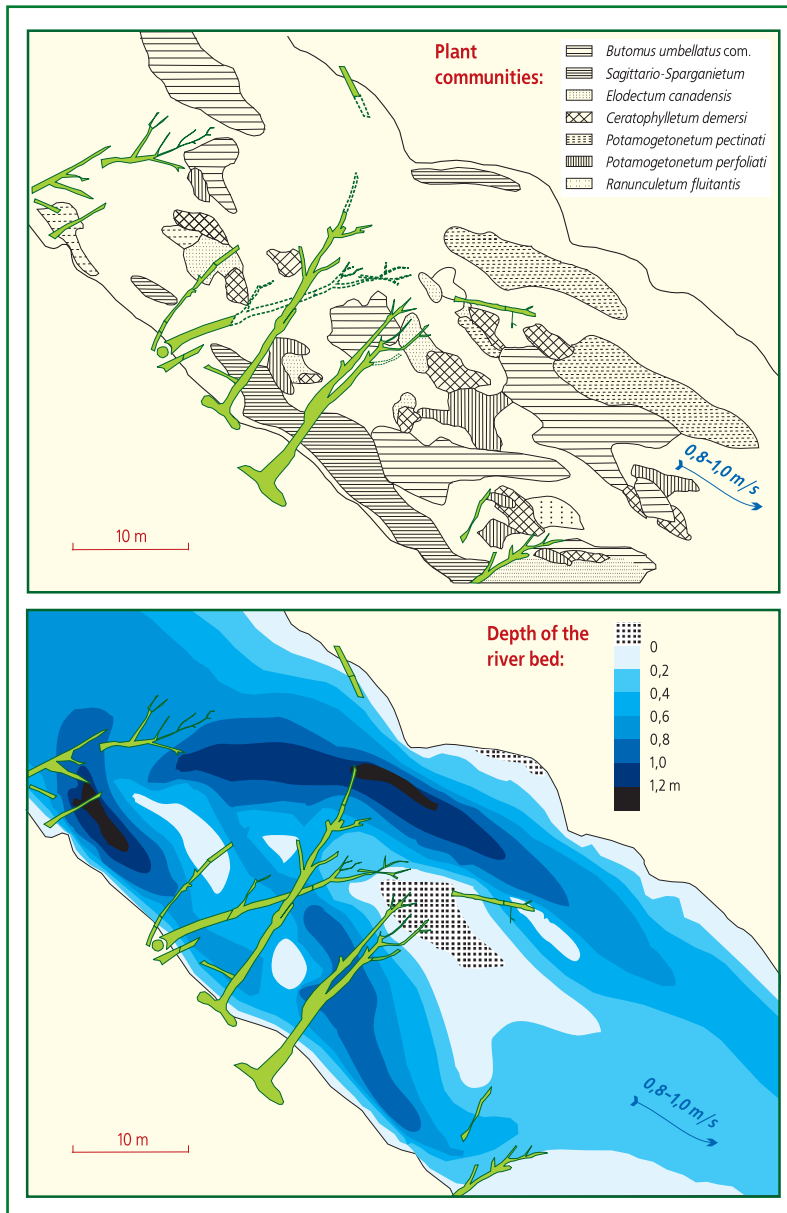 Plant
communities:
Butomus umbellatus com.
Sagittario-Sparganietum
Elodectum canadensis
Ceratophylletum demersi
Potamogetonetum pectinati
Potamogetonetum perfoliati
Ranunculetum fluitantis
0,8–1,0 m/s
10 m
Depth of the
river bed:
0
0,2
0,4
0,6
0,8
1,0
1,2 m
0,8–1,0 m/s
10 m